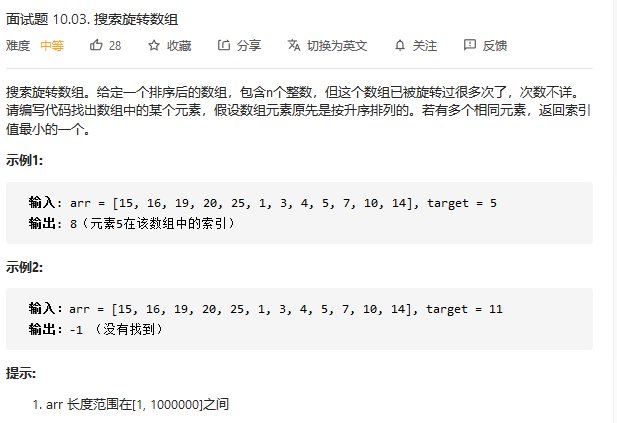 面试题 10.03. 搜索旋转数组
难度 中等 28 收藏 分享 切换为英文 关注 反馈
搜索旋转数组。给定一个排序后的数组，包含n个整数，但这个数组已被旋转过很多次了，次数不详。
请编写代码找出数组中的某个元素，假设数组元素原先是按升序排列的。若有多个相同元素，返回索引
值最小的一个。
示例1:
输入: arr = [15, 16, 19, 20, 25, 1, 3, 4, 5, 7, 10, 14], target = 5
输出: 8（元素5在该数组中的索引）
示例2:
输入: arr = [15, 16, 19, 20, 25, 1, 3, 4, 5, 7, 10, 14], target = 11
输出: -1 （没有找到）
提示:
1. arr 长度范围在[1, 1000000]之间